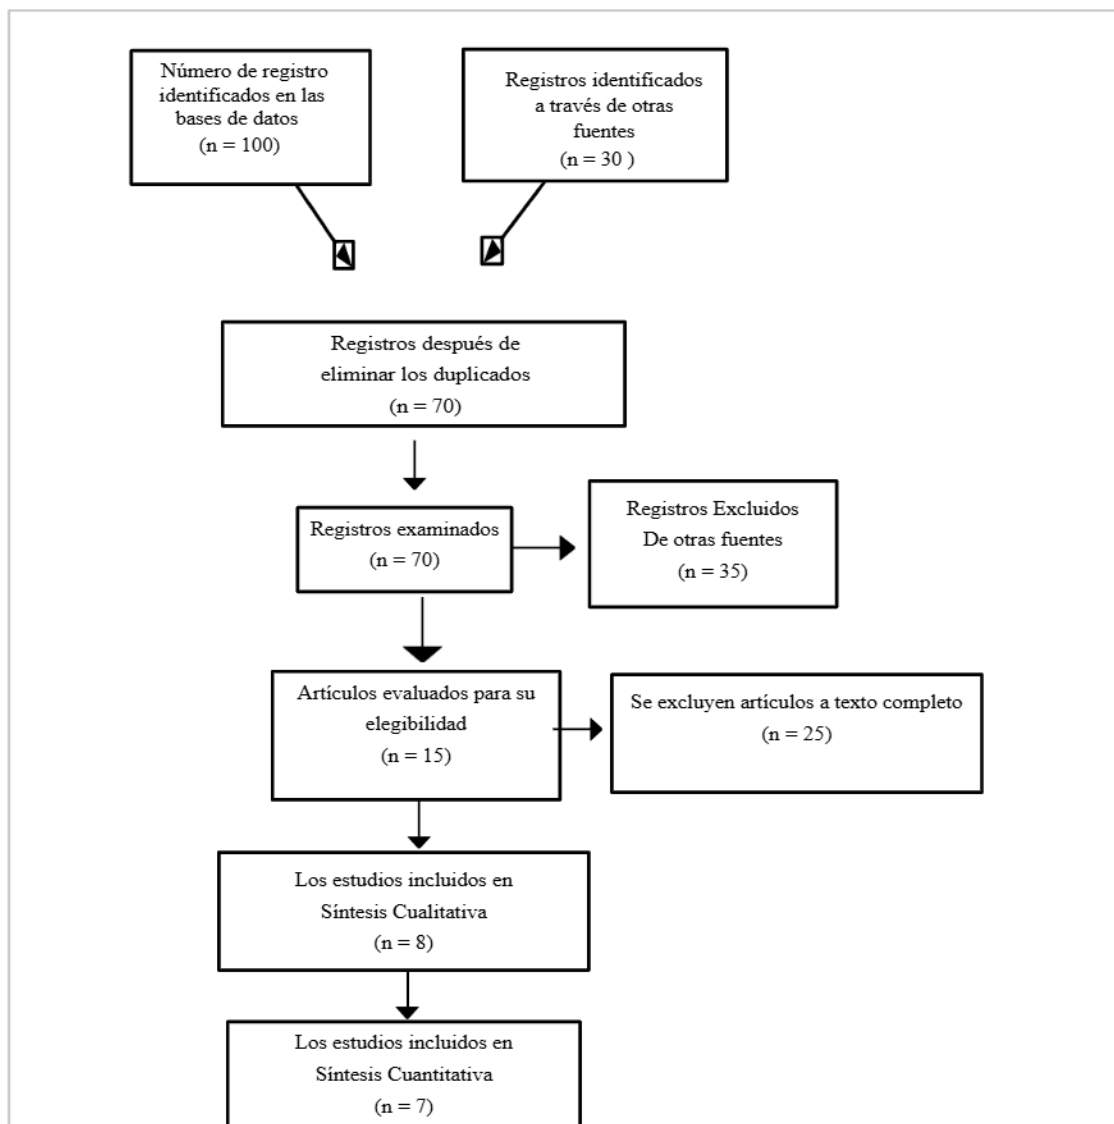 Número de registro
identificados en las
bases de datos
(n = 100)
Registros identificados
a través de otras
fuentes
(n = 30 )
Registros después de
eliminar los duplicados
(n = 70)
Registros examinados
(n = 70)
Registros Excluidos
De otras fuentes
(n = 35)
Artículos evaluados para su
elegibilidad
(n = 15)
Se excluyen artículos a texto completo
(n = 25)
Los estudios incluidos en
Síntesis Cualitativa
(n = 8)
Los estudios incluidos en
Síntesis Cuantitativa
(n = 7)